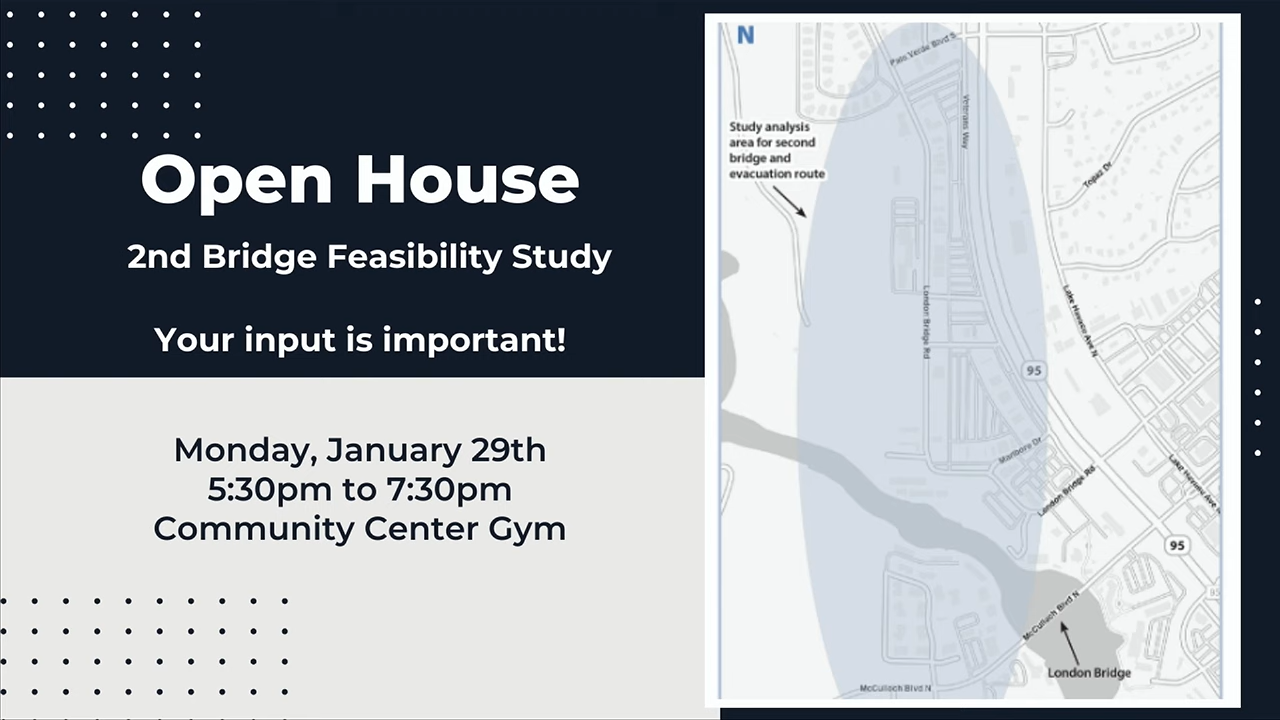 Open House
2nd Bridge Feasibility Study
Your input is important!
Monday, January 29th
5:30pm to 7:30pm
Community Center Gym
N
Palo Verde Blvd S
Veterans Way
Study analysis
area for second
bridge and
evacuation route
Topaz Dr
London Bridge Rd
Lake Havasu Ave N
95
Marlboro Dr
London Bridge Rd
Lake Havasu Ave
95
95
McCulloch Blvd N
London Bridge
McCulloch Blvd N